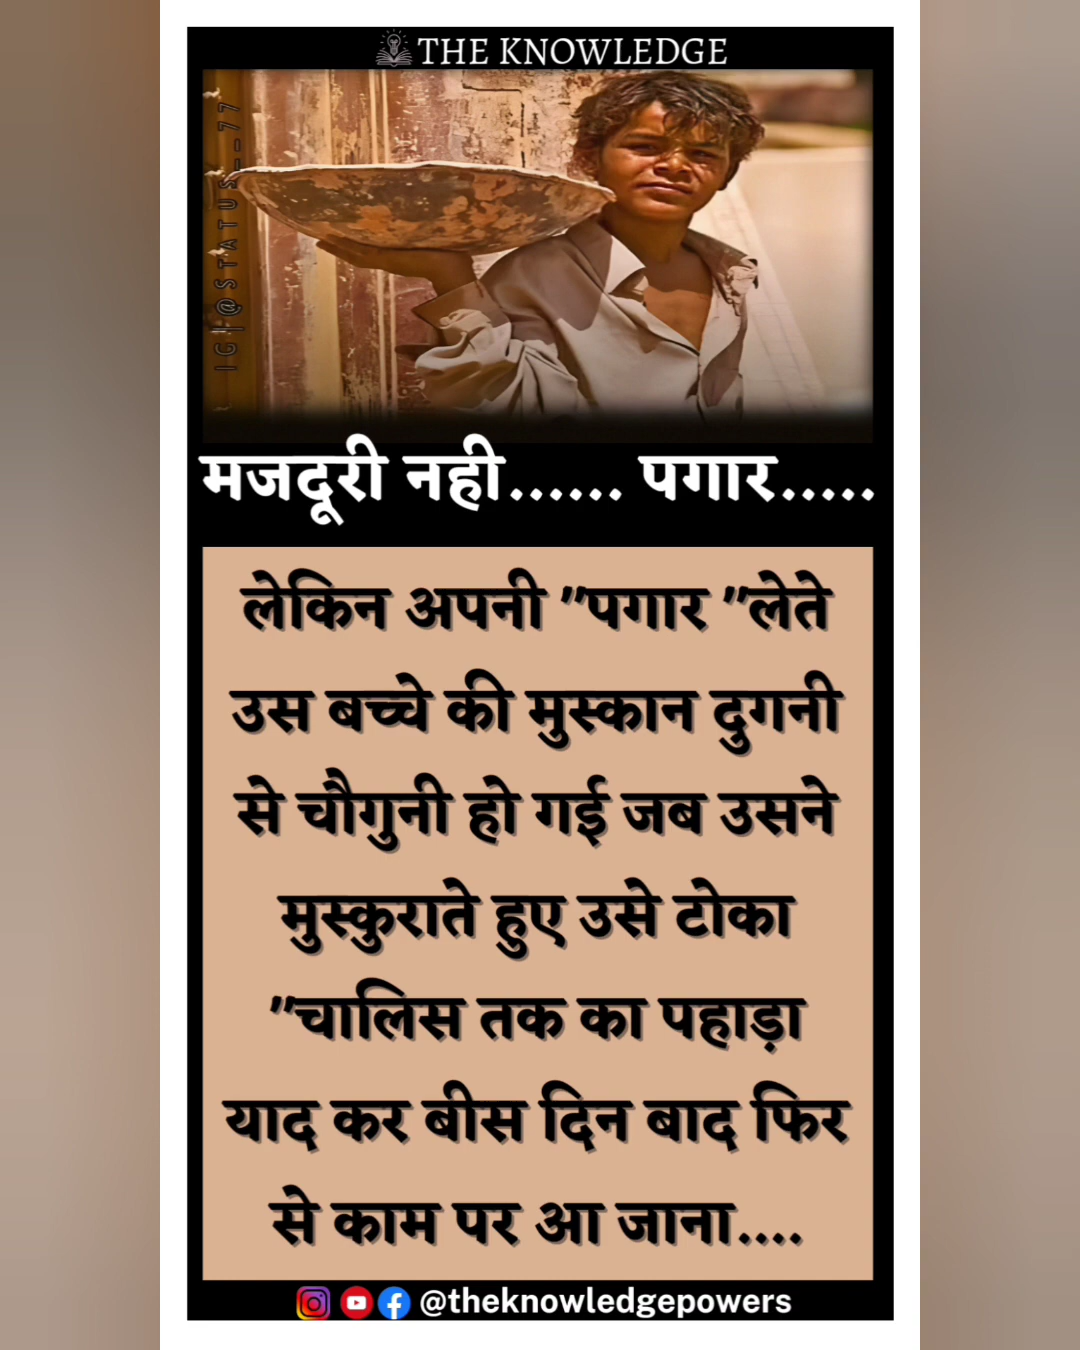 THE KNOWLEDGE
IG|@STATUS__77
मजदूरी नही...... पगार.....
लेकिन अपनी "पगार "लेते
उस बच्चे की मुस्कान दुगनी
से चौगुनी हो गई जब उसने
मुस्कुराते हुए उसे टोका
"चालिस तक का पहाड़ा
याद कर बीस दिन बाद फिर
से काम पर आ जाना....
@theknowledgepowers